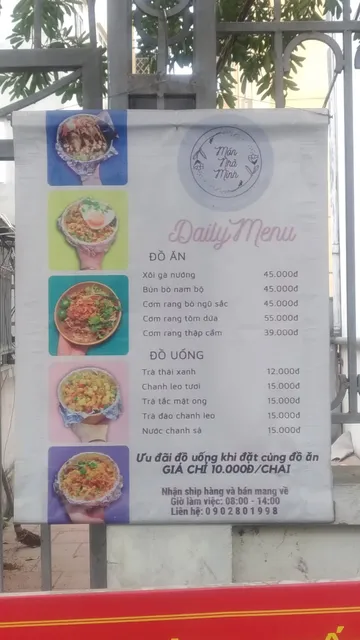 Món
Nhà
Mình
Daily Menu
ĐỒ ĂN
Xôi gà nướng 45.000đ
Bún bò nam bộ 45.000đ
Cơm rang bò ngũ sắc 45.000đ
Cơm rang tôm dứa 55.000đ
Cơm rang thập cẩm 39.000đ
ĐỒ UỐNG
Trà thái xanh 12.000đ
Chanh leo tươi 15.000đ
Trà tắc mật ong 15.000đ
Trà đào chanh leo 15.000đ
Nước chanh sả 15.000đ
Ưu đãi đồ uống khi đặt cùng đồ ăn
GIÁ CHỈ 10.000Đ/CHAI
Nhận ship hàng và bán mang về
Giờ làm việc: 08:00 - 14:00
Liên hệ: 0902801998